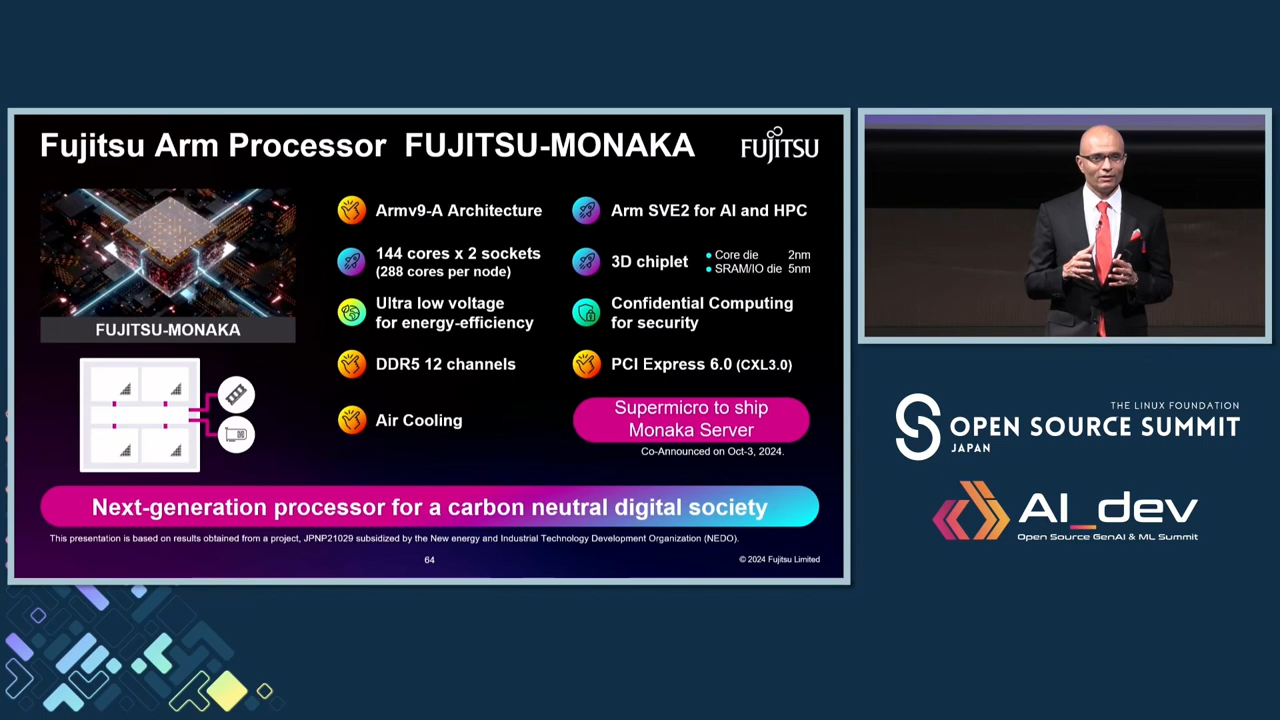 Fujitsu Arm Processor FUJITSU-MONAKA
FUJITSU
FUJITSU-MONAKA
Armv9-A Architecture
144 cores x 2 sockets
(288 cores per node)
Ultra low voltage
for energy-efficiency
DDR5 12 channels
Air Cooling
Arm SVE2 for AI and HPC
3D chiplet
Core die 2nm
SRAM/IO die 5nm
Confidential Computing
for security
PCI Express 6.0 (CXL3.0)
Supermicro to ship
Monaka Server
Co-Announced on Oct-3, 2024.
Next-generation processor for a carbon neutral digital society
This presentation is based on results obtained from a project, JPNP21029 subsidized by the New energy and Industrial Technology Development Organization (NEDO).
64
© 2024 Fujitsu Limited
THE LINUX FOUNDATION
OPEN SOURCE SUMMIT
JAPAN
AI_dev
Open Source GenAI & ML Summit